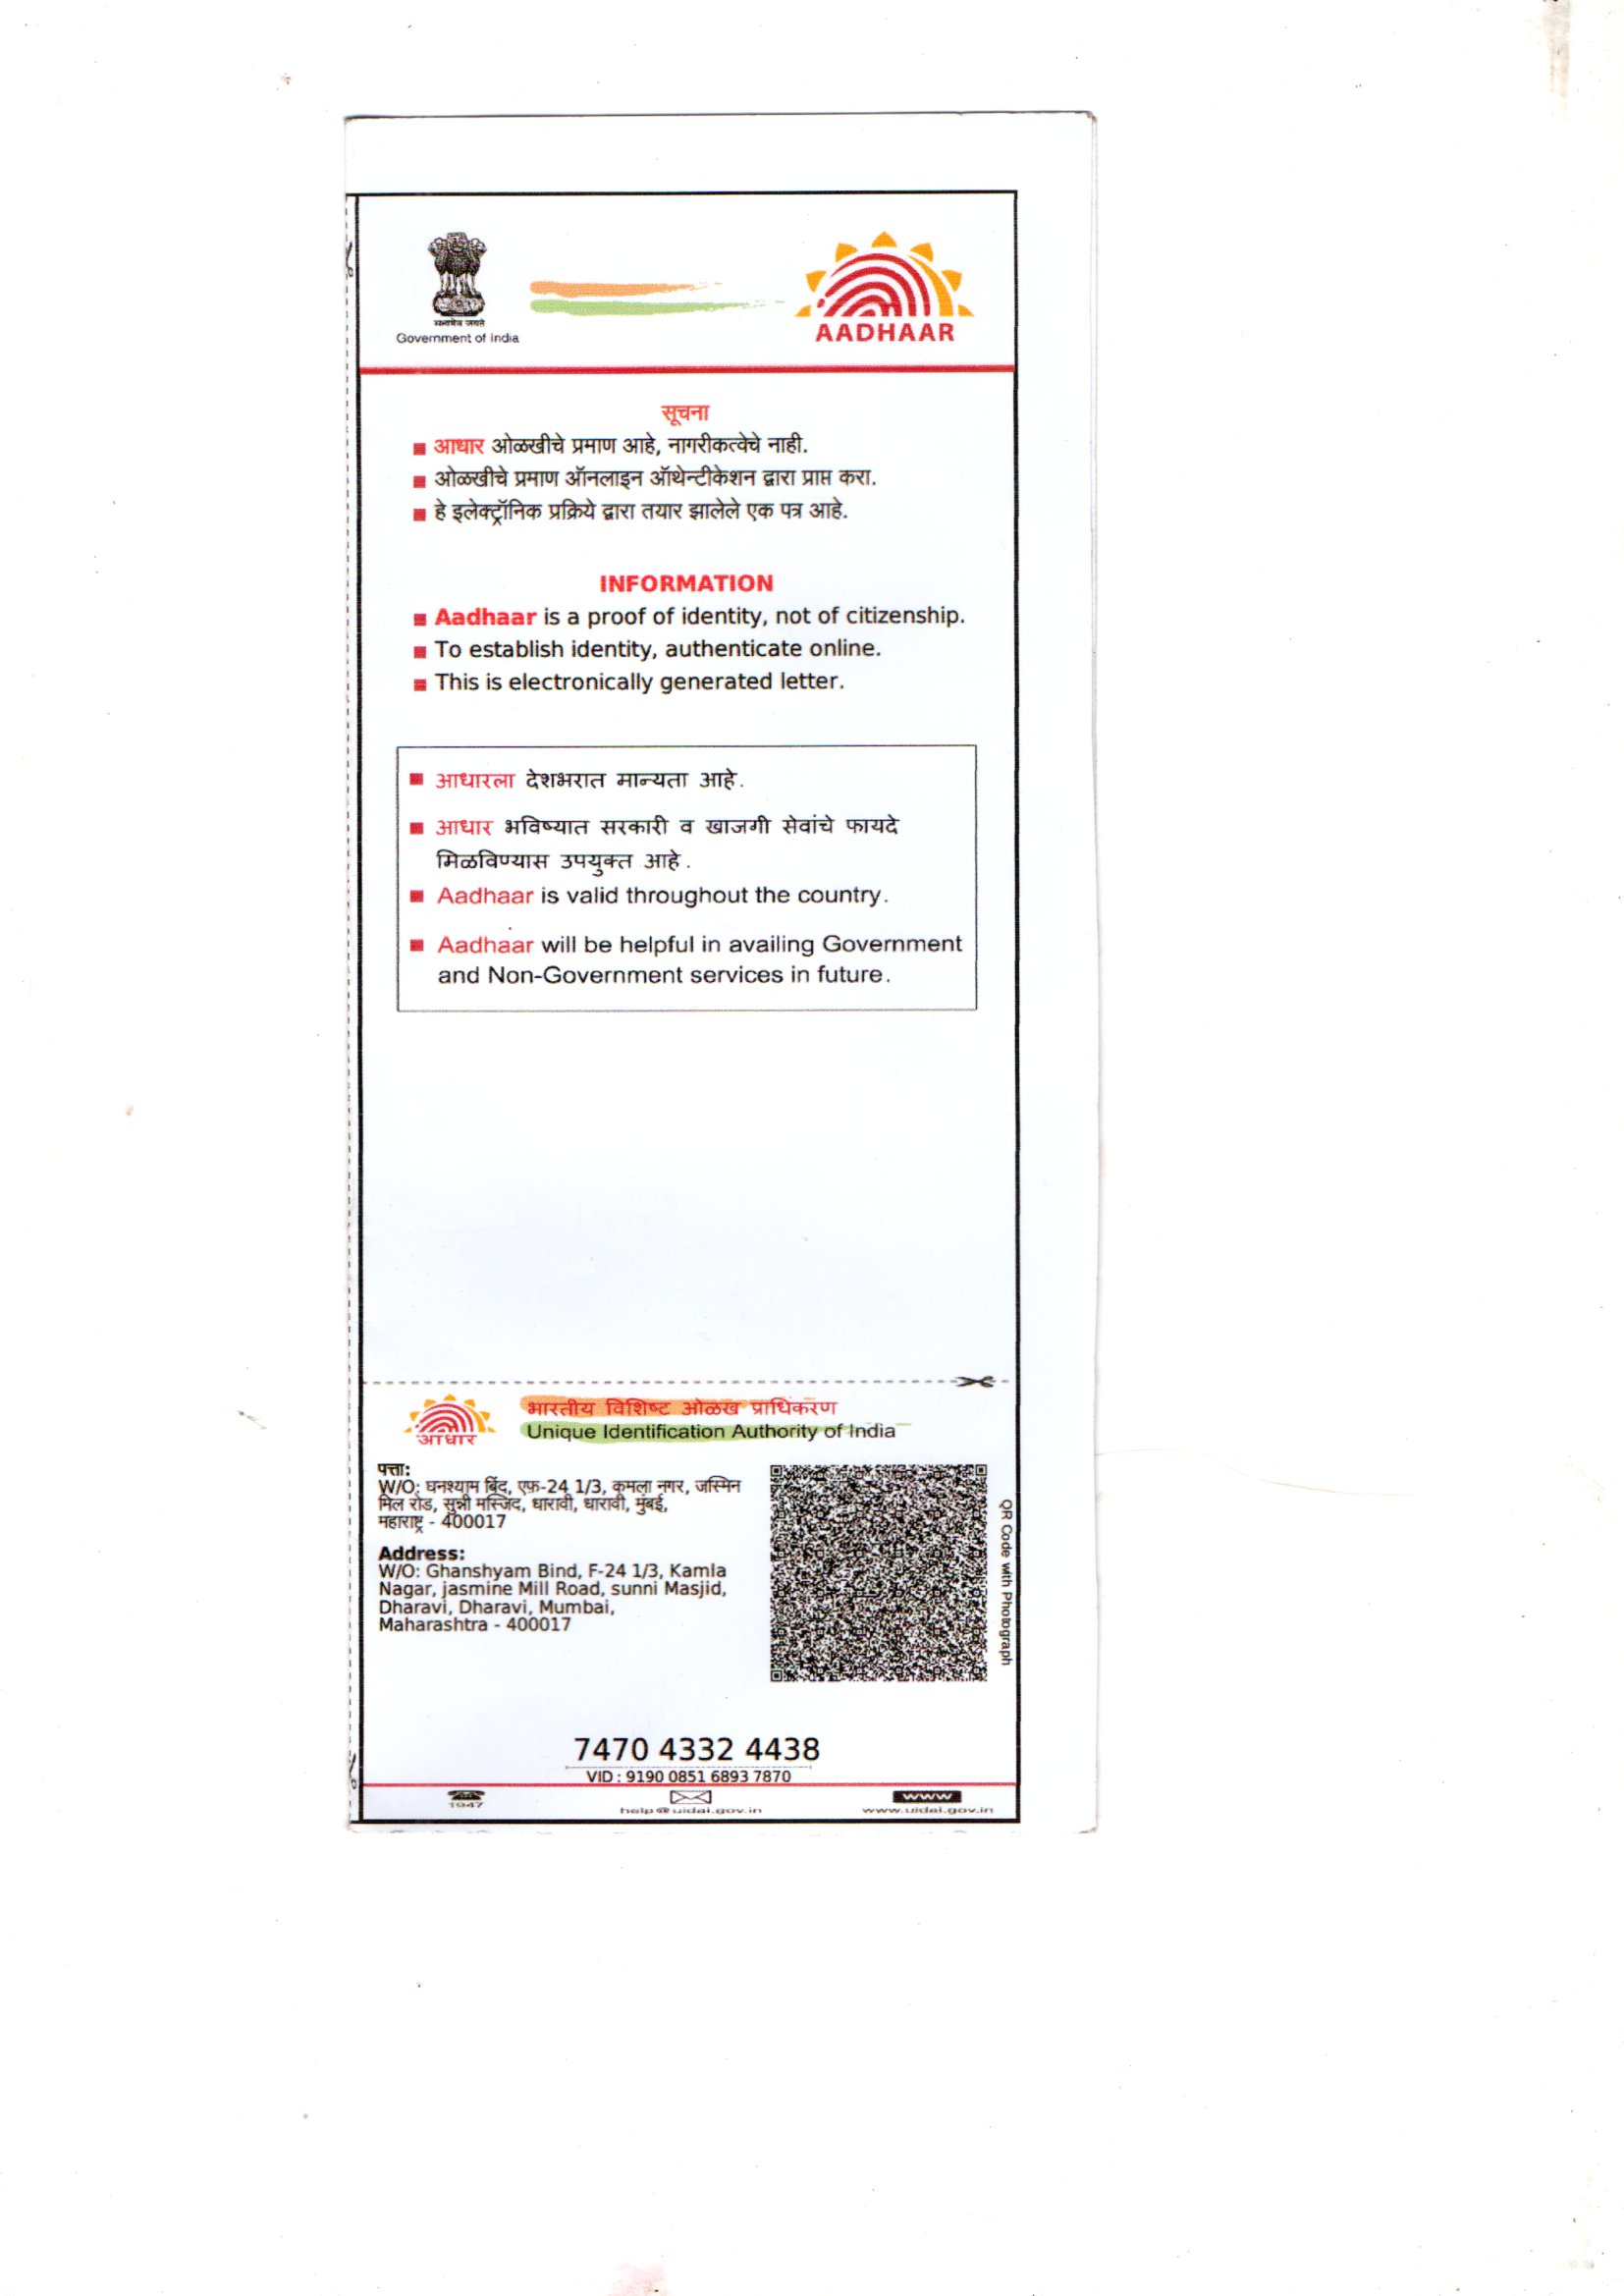 सत्यमेव जयते
Government of India
AADHAAR
सूचना
आधार ओळखीचे प्रमाण आहे, नागरीकत्वेचे नाही.
ओळखीचे प्रमाण ऑनलाइन ऑथेन्टीकेशन द्वारा प्राप्त करा.
हे इलेक्ट्रॉनिक प्रक्रिये द्वारा तयार झालेले एक पत्र आहे.
INFORMATION
Aadhaar is a proof of identity, not of citizenship.
To establish identity, authenticate online.
This is electronically generated letter.
आधारला देशभरात मान्यता आहे.
आधार भविष्यात सरकारी व खाजगी सेवांचे फायदे
मिळविण्यास उपयुक्त आहे.
Aadhaar is valid throughout the country.
Aadhaar will be helpful in availing Government
and Non-Government services in future.
आधार
भारतीय विशिष्ट ओळख प्राधिकरण
Unique Identification Authority of India
पत्ता:
W/O: घनश्याम बिंद, एफ-24 1/3, कमला नगर, जस्मिन
मिल रोड, सुन्नी मस्जिद, धारावी, धारावी, मुंबई,
महाराष्ट्र - 400017
Address:
W/O: Ghanshyam Bind, F-24 1/3, Kamla
Nagar, jasmine Mill Road, sunni Masjid,
Dharavi, Dharavi, Mumbai,
Maharashtra - 400017
QR Code with Photograph
7470 4332 4438
VID : 9190 0851 6893 7870
1947
help@uidai.gov.in
www
www.uidai.gov.in